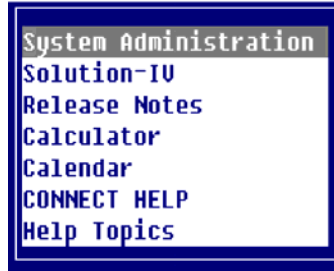 System Administration
Solution-IV
Release Notes
Calculator
Calendar
CONNECT HELP
Help Topics